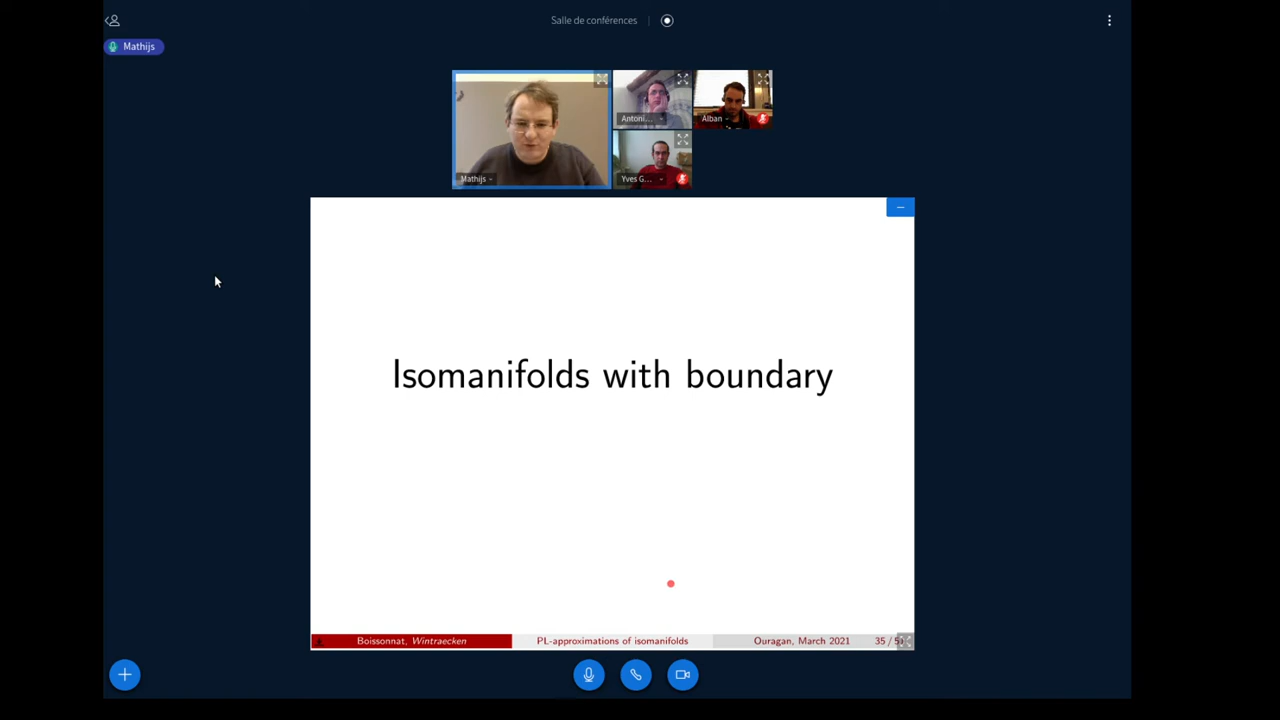 Salle de conférences
Mathijs
Mathijs
Antoni...
Alban
Yves G...
Isomanifolds with boundary
Boissonnat, Wintraecken
PL-approximations of isomanifolds
Ouragan, March 2021
35 /